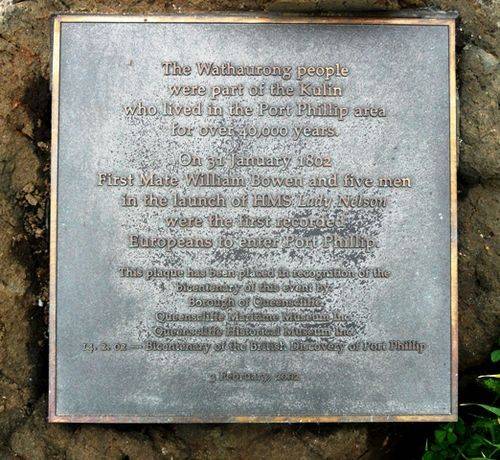 The Wathaurong people
were part of the Kulin
who lived in the Port Phillip area
for over 40,000 years.
On 31 January 1802
First Mate William Bowen and five men
in the launch of HMS Lady Nelson
were the first recorded
Europeans to enter Port Phillip.
This plaque has been placed in recognition of the
bicentenary of this event by:
Borough of Queenscliffe
Queenscliffe Maritime Museum Inc.
Queenscliffe Historical Museum Inc.
— Bicentenary of the British Discovery of Port Phillip
February, 2002